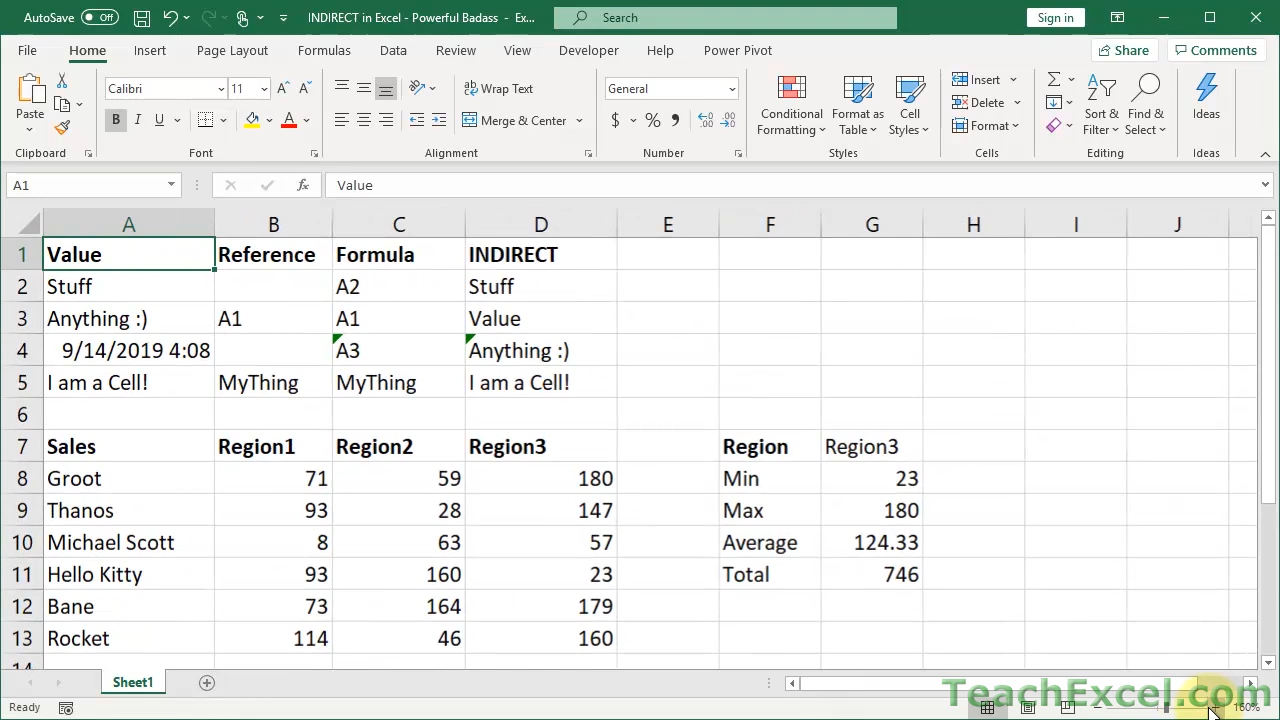 AutoSave Off INDIRECT in Excel - Powerful Badass - Ex... Search Sign in
File Home Insert Page Layout Formulas Data Review View Developer Help Power Pivot Share Comments
Paste
Clipboard
Calibri 11
B I U A
Font
Wrap Text
Merge & Center
Alignment
General
$ % ,
Number
Conditional Formatting
Format as Table
Cell Styles
Styles
Insert
Delete
Format
Cells
Sort & Filter
Find & Select
Editing
Ideas
Ideas
A1 fx Value
A B C D E F G H I J
1 Value Reference Formula INDIRECT
2 Stuff A2 Stuff
3 Anything :) A1 A1 Value
4 9/14/2019 4:08 A3 Anything :)
5 I am a Cell! MyThing MyThing I am a Cell!
6
7 Sales Region1 Region2 Region3 Region Region3
8 Groot 71 59 180 Min 23
9 Thanos 93 28 147 Max 180
10 Michael Scott 8 63 57 Average 124.33
11 Hello Kitty 93 160 23 Total 746
12 Bane 73 164 179
13 Rocket 114 46 160
14
Sheet1
TeachExcel.com
Ready 160%